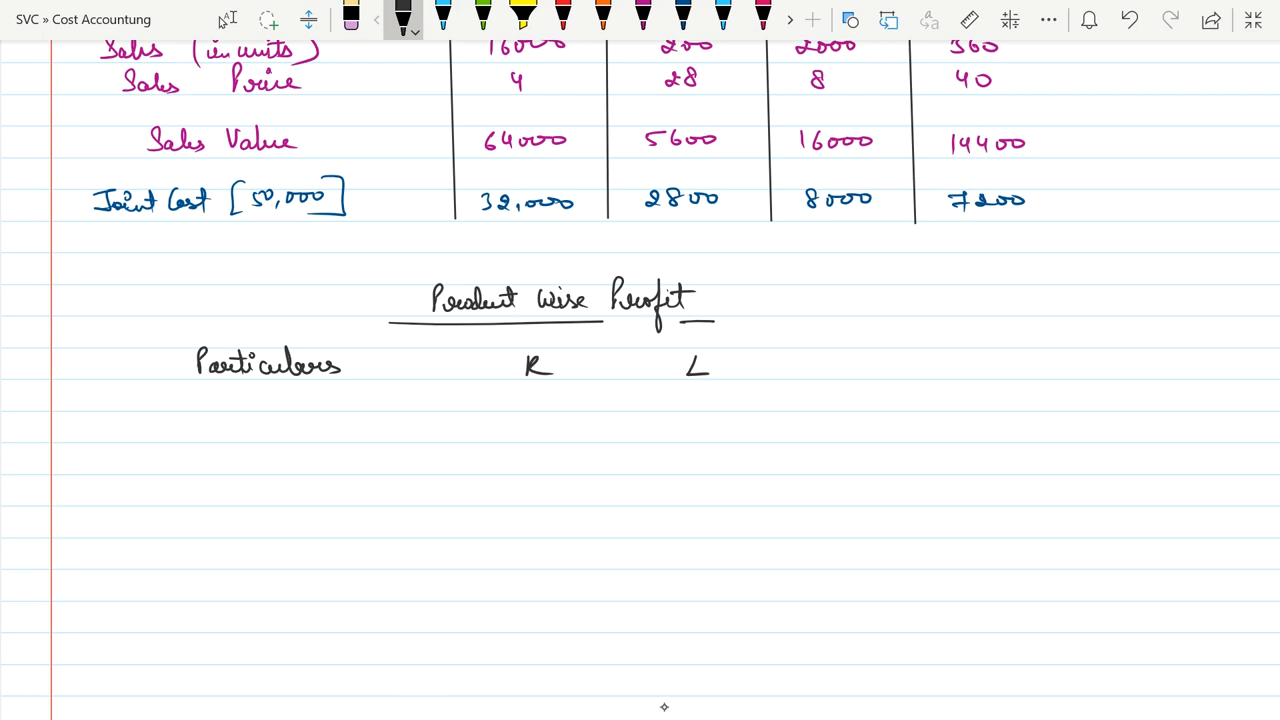 SVC » Cost Accountung
Sales (in units) 16000 200 2000 360
Sales Price 4 28 8 40
Sales Value 64000 5600 16000 14400
Joint Cost [50,000] 32,000 2800 8000 7200
Product wise Profit
Particulars R L